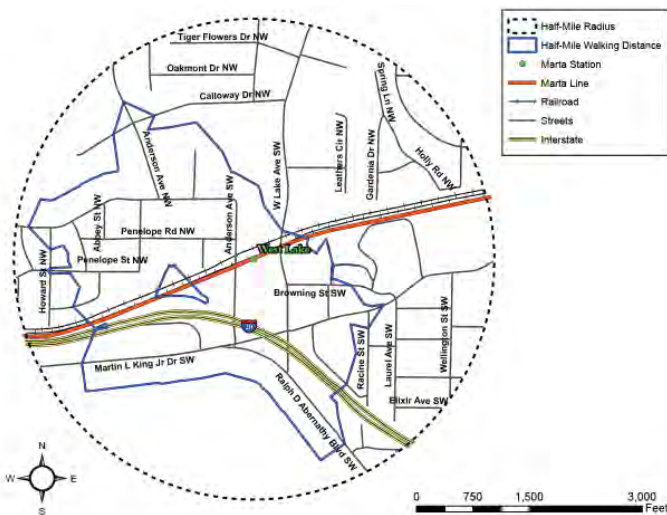 Tiger Flowers Dr NW
Oakmont Dr NW
Calloway Dr NW
Spring Ln NW
Anderson Ave NW
W Lake Ave SW
Leathers Cir NW
Gardenia Dr NW
Holly Rd NW
Abbey St NW
Anderson Ave SW
Penelope Rd NW
West Lake
Penelope St NW
Howard St NW
Browning St SW
20
Martin L King Jr Dr SW
Ralph D Abernathy Blvd SW
Racine St SW
Laurel Ave SW
Wellington St SW
Elixir Ave SW
Half-Mile Radius
Half-Mile Walking Distance
Marta Station
Marta Line
Railroad
Streets
Interstate
N
W
E
S
0 750 1,500 3,000
Feet